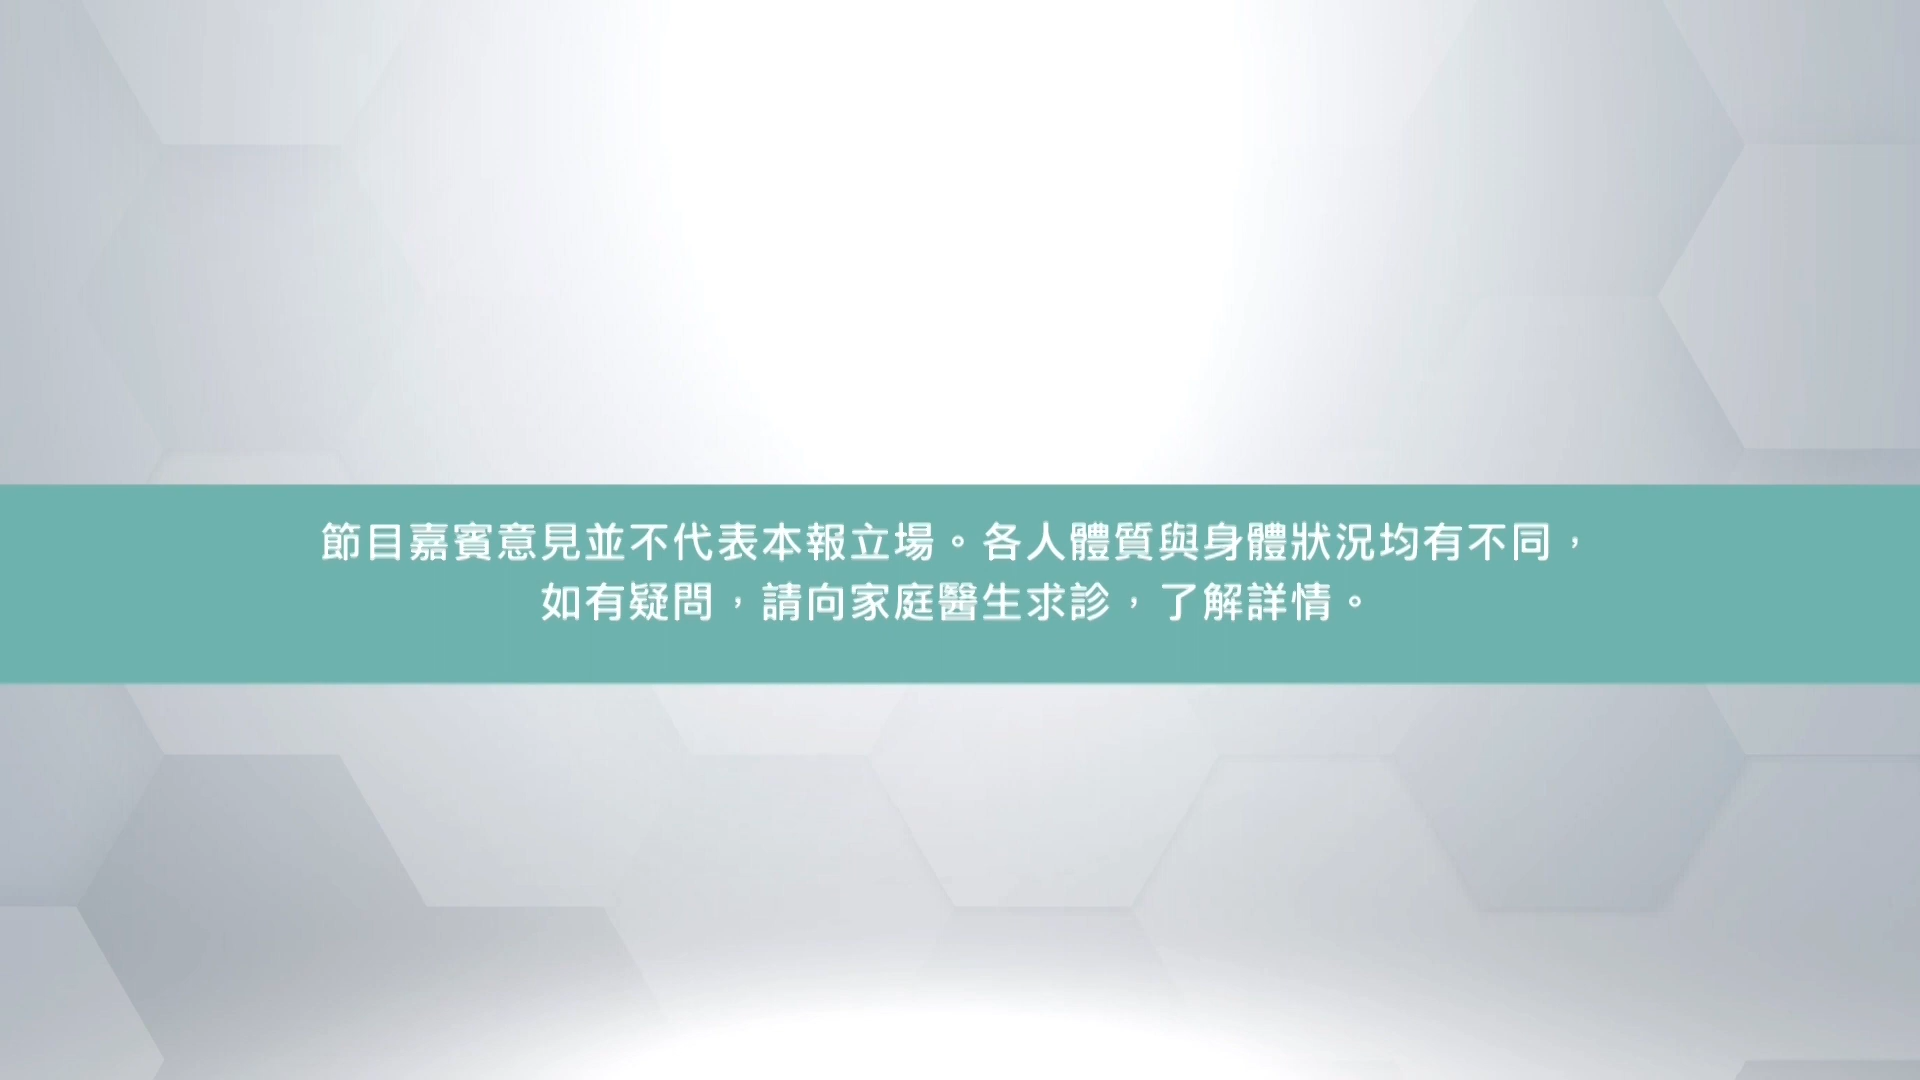 節目嘉賓意見並不代表本報立場。各人體質與身體狀況均有不同，
如有疑問，請向家庭醫生求診，了解詳情。